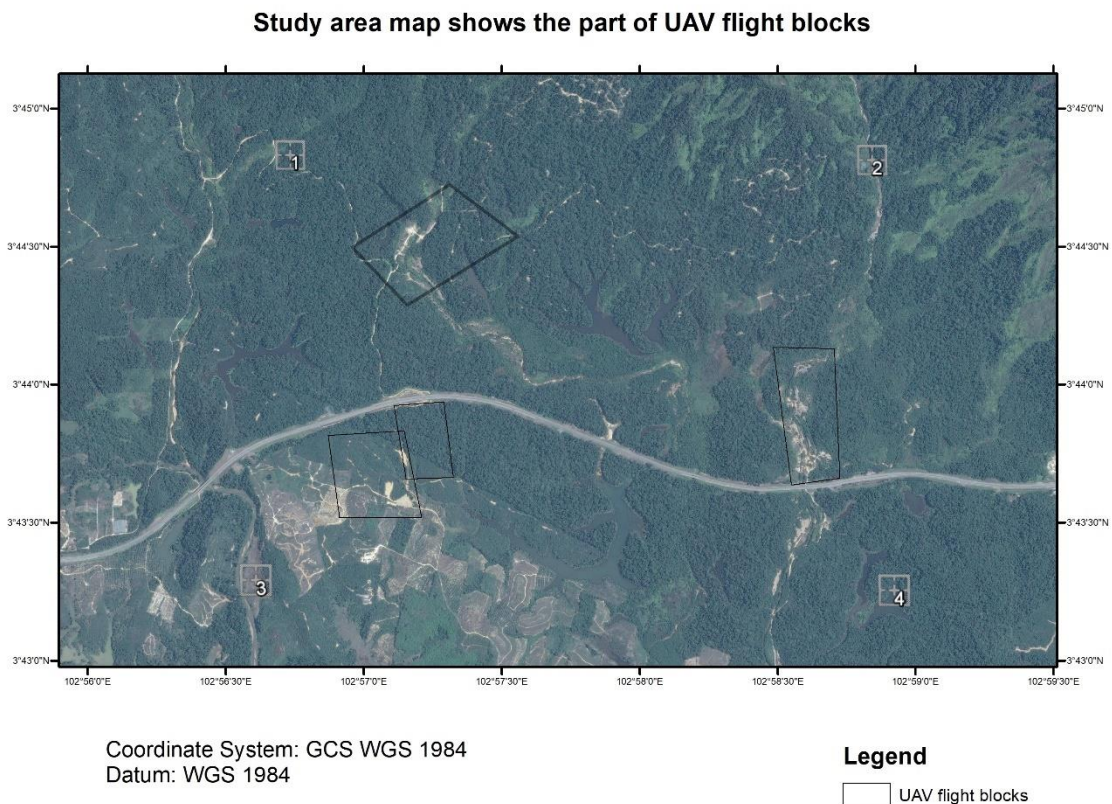 Study area map shows the part of UAV flight blocks
3°45'0"N
3°45'0"N
1
2
3°44'30"N
3°44'30"N
3°44'0"N
3°44'0"N
3°43'30"N
3°43'30"N
3
4
3°43'0"N
3°43'0"N
102°56'0"E
102°56'30"E
102°57'0"E
102°57'30"E
102°58'0"E
102°58'30"E
102°59'0"E
102°59'30"E
Coordinate System: GCS WGS 1984
Datum: WGS 1984
Legend
UAV flight blocks